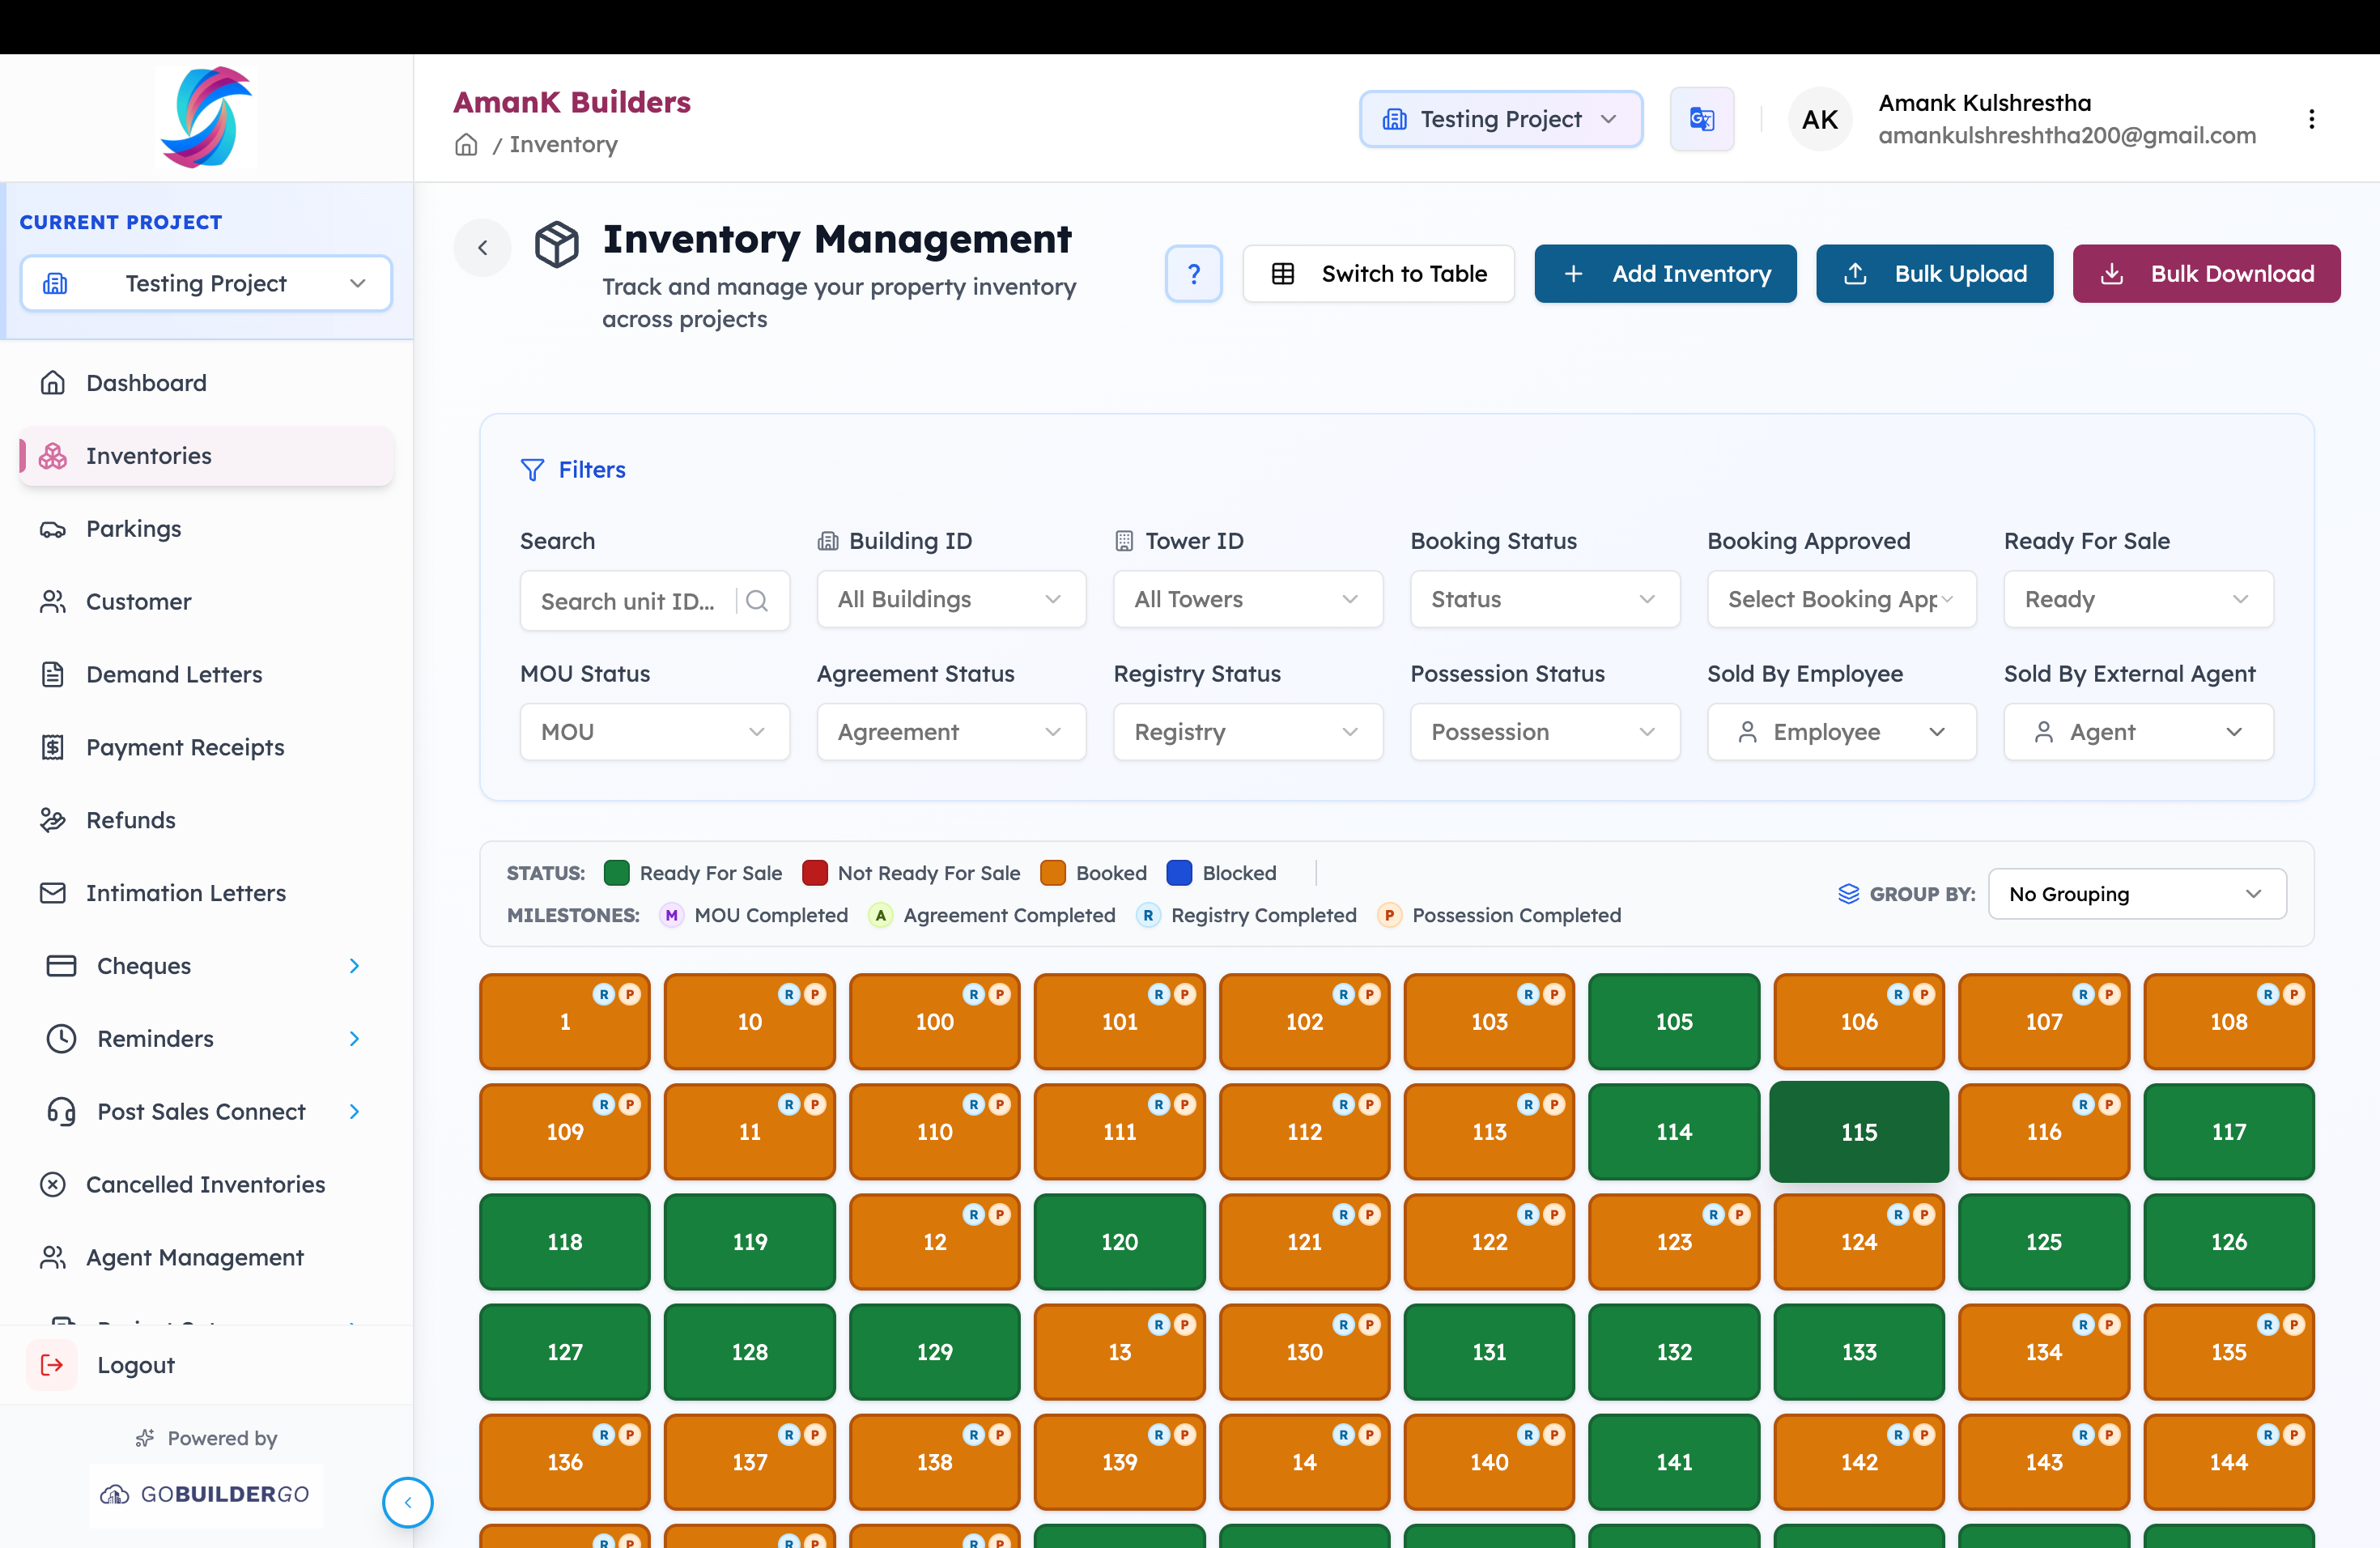 AmanK Builders
/ Inventory
Testing Project
AK
Amank Kulshrestha
amankulshreshtha200@gmail.com
CURRENT PROJECT
Testing Project
Dashboard
Inventories
Parkings
Customer
Demand Letters
Payment Receipts
Refunds
Intimation Letters
Cheques
Reminders
Post Sales Connect
Cancelled Inventories
Agent Management
Logout
Powered by
GOBUILDERGO
Inventory Management
Track and manage your property inventory
across projects
?
Switch to Table
+ Add Inventory
Bulk Upload
Bulk Download
Filters
Search
Building ID
Tower ID
Booking Status
Booking Approved
Ready For Sale
Search unit ID...
All Buildings
All Towers
Status
Select Booking App
Ready
MOU Status
Agreement Status
Registry Status
Possession Status
Sold By Employee
Sold By External Agent
MOU
Agreement
Registry
Possession
Employee
Agent
STATUS: Ready For Sale Not Ready For Sale Booked Blocked
MILESTONES: M MOU Completed A Agreement Completed R Registry Completed P Possession Completed
GROUP BY: No Grouping
R P R P R P R P R P R P R P R P R P
1 10 100 101 102 103 105 106 107 108
R P R P R P R P R P R P R P
109 11 110 111 112 113 114 115 116 117
R P R P R P R P R P
118 119 12 120 121 122 123 124 125 126
R P R P R P R P
127 128 129 13 130 131 132 133 134 135
R P R P R P R P R P R P R P R P R P
136 137 138 139 14 140 141 142 143 144
R P R P R P